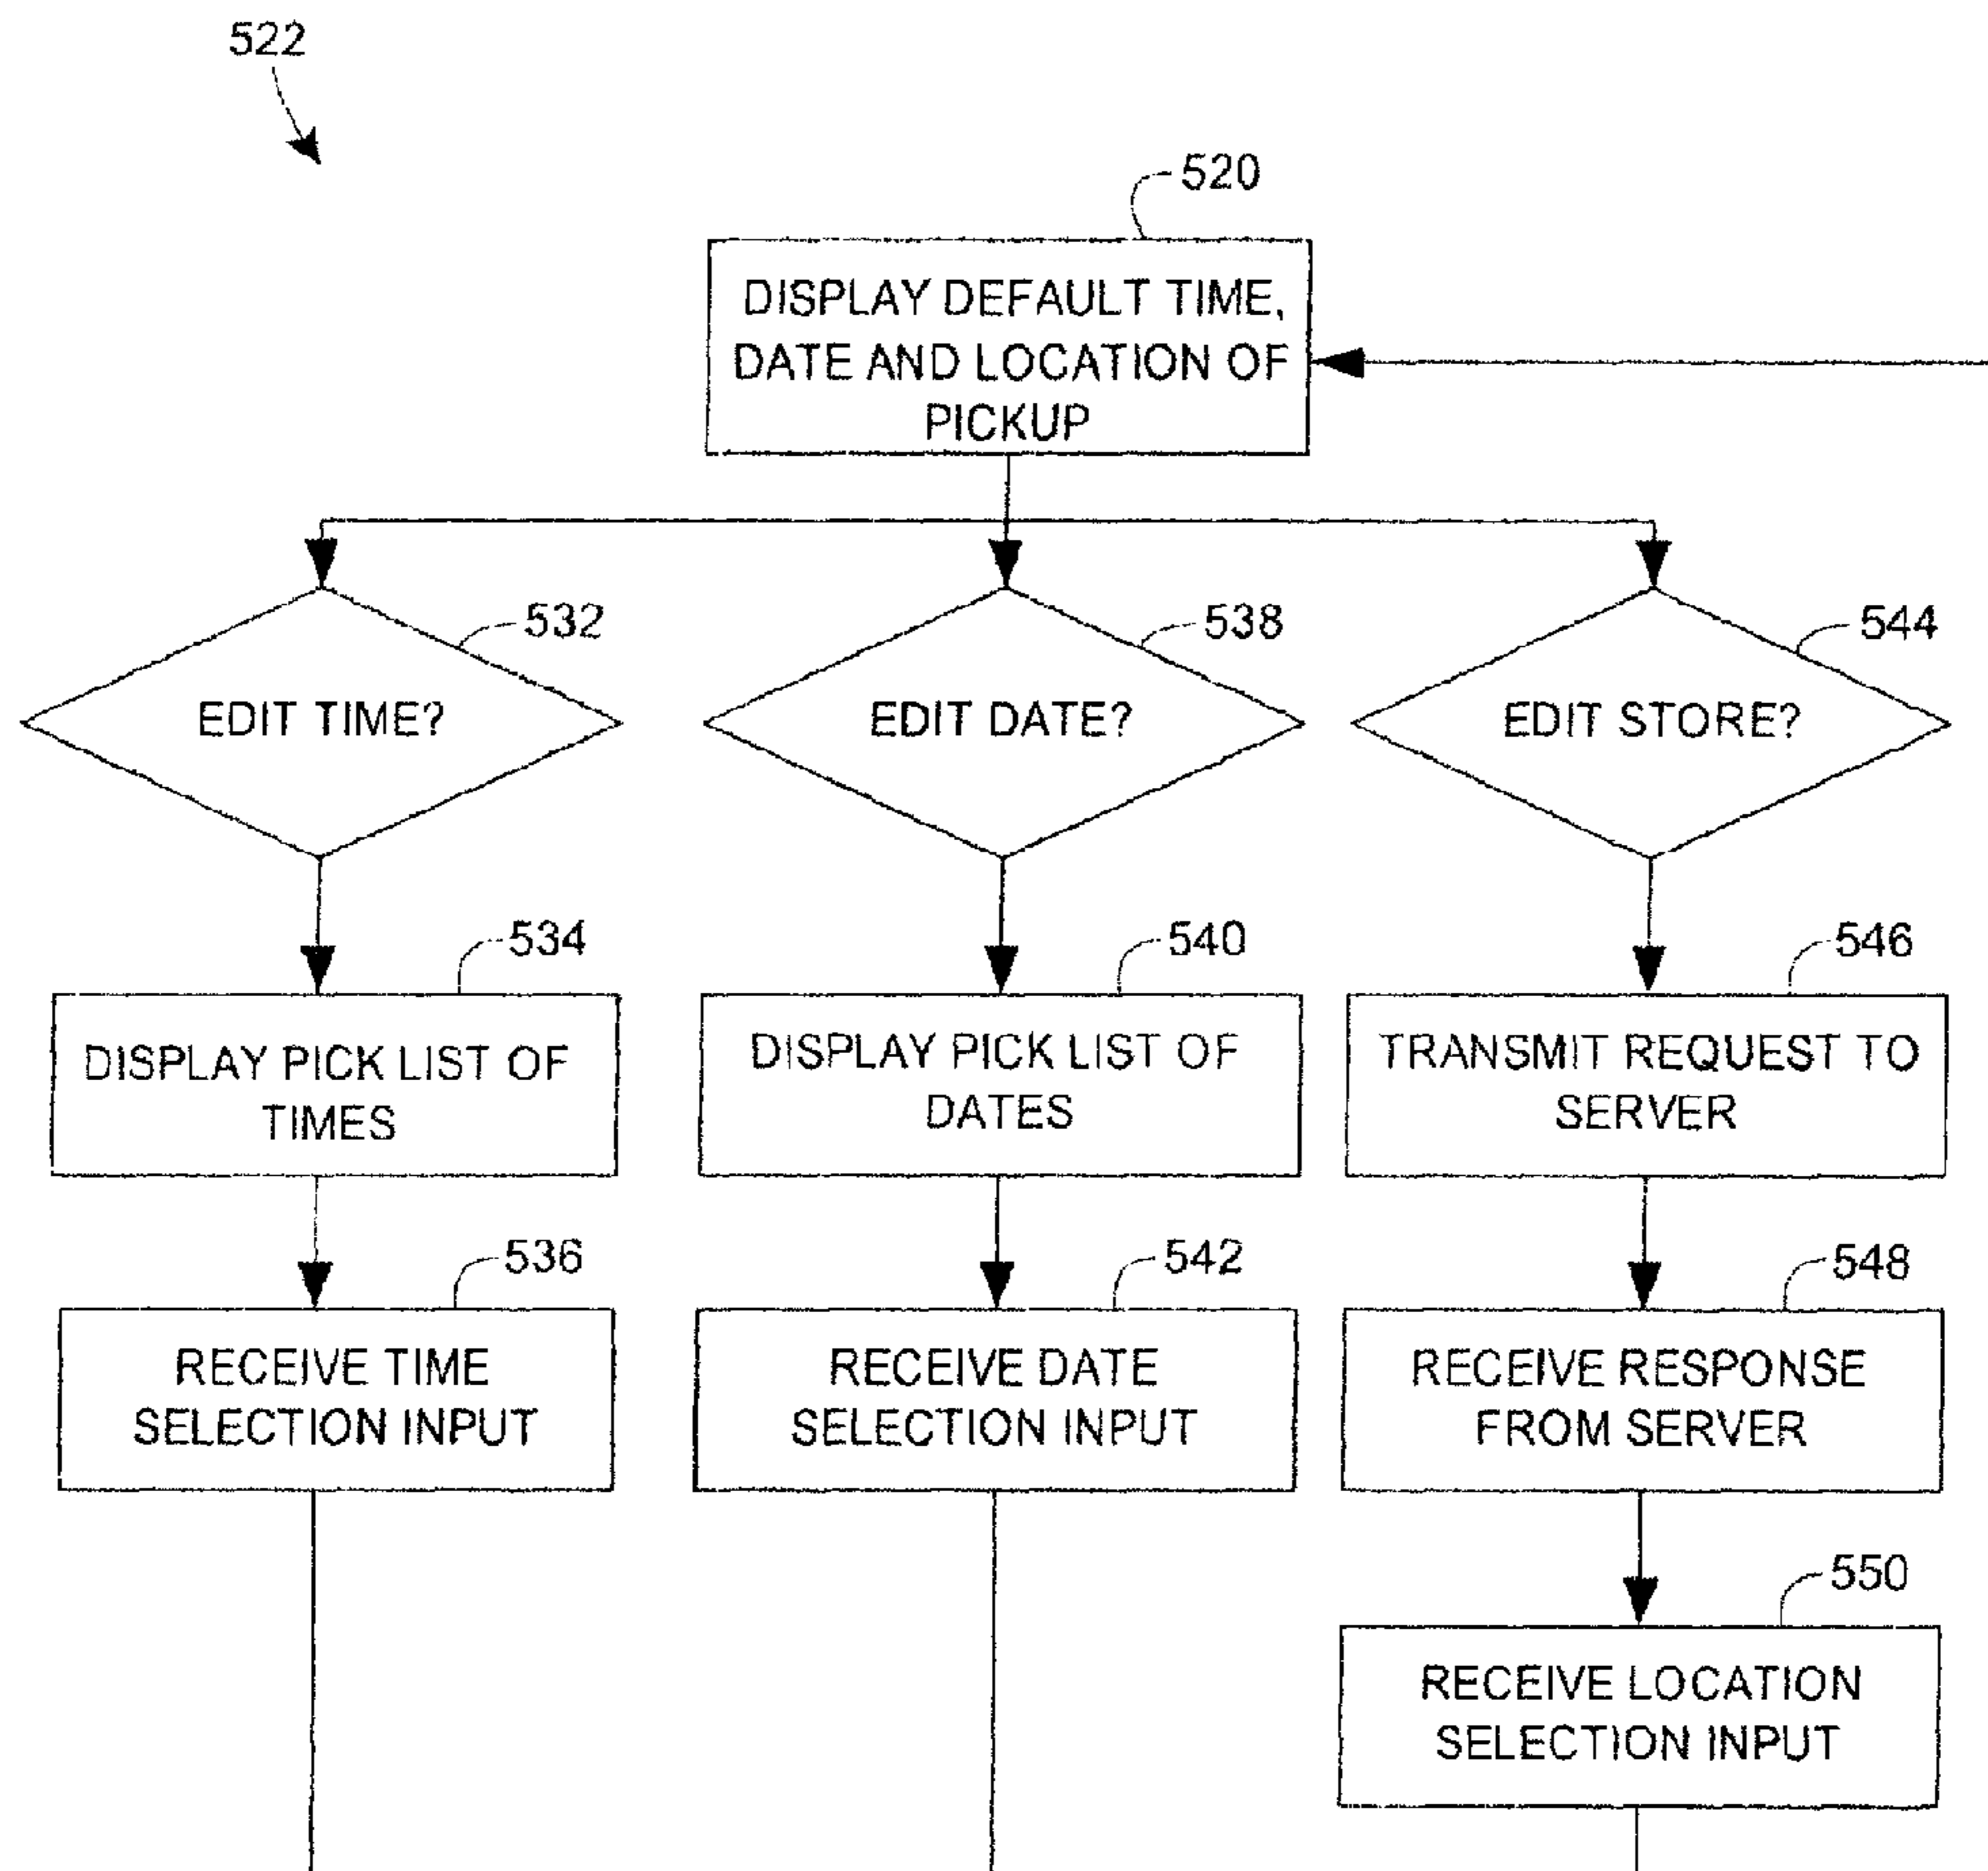 522
520
DISPLAY DEFAULT TIME,
DATE AND LOCATION OF
PICKUP
532
EDIT TIME?
538
EDIT DATE?
544
EDIT STORE?
534
DISPLAY PICK LIST OF
TIMES
540
DISPLAY PICK LIST OF
DATES
546
TRANSMIT REQUEST TO
SERVER
536
RECEIVE TIME
SELECTION INPUT
542
RECEIVE DATE
SELECTION INPUT
548
RECEIVE RESPONSE
FROM SERVER
550
RECEIVE LOCATION
SELECTION INPUT